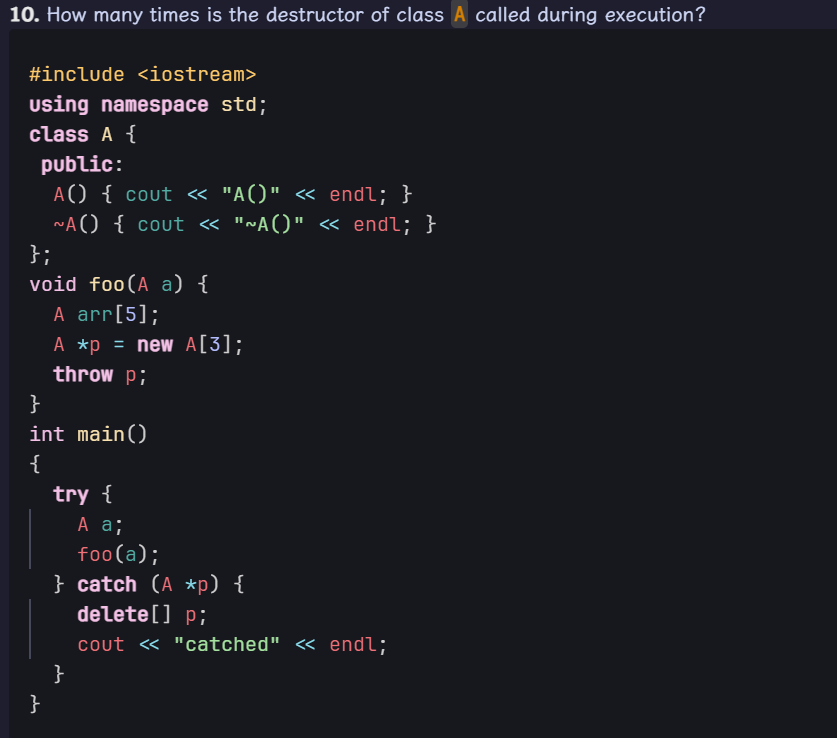 10. How many times is the destructor of class A called during execution?
#include <iostream>
using namespace std;
class A {
 public:
  A() { cout << "A()" << endl; }
  ~A() { cout << "~A()" << endl; }
};
void foo(A a) {
  A arr[5];
  A *p = new A[3];
  throw p;
}
int main()
{
  try {
    A a;
    foo(a);
  } catch (A *p) {
    delete[] p;
    cout << "catched" << endl;
  }
}